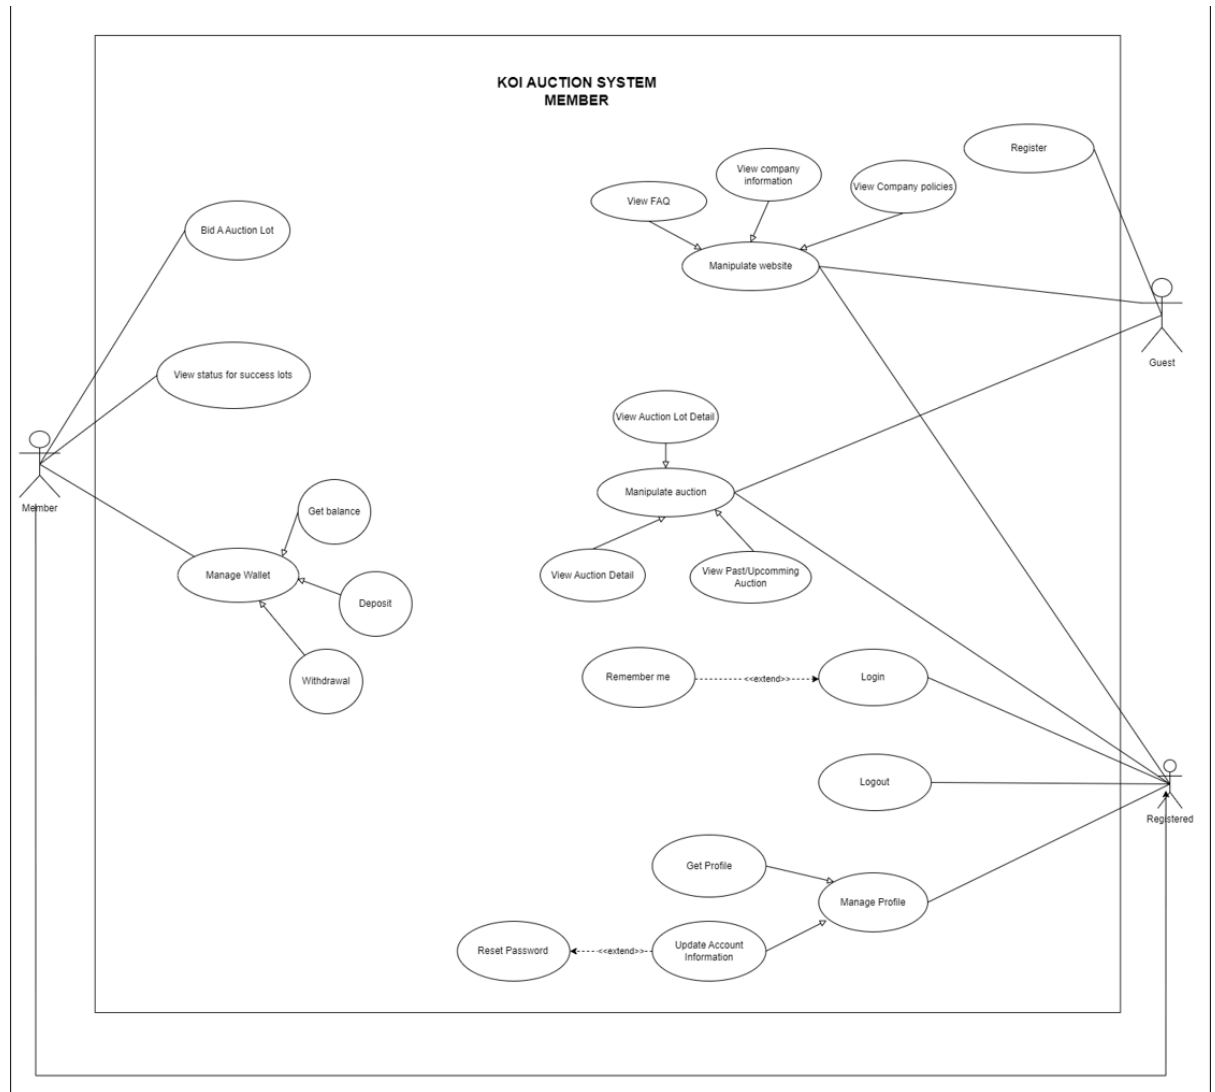 KOI AUCTION SYSTEM
MEMBER
Register
View company
information
View Company policies
View FAQ
Bid A Auction Lot
Manipulate website
Guest
View status for success lots
View Auction Lot Detail
Manipulate auction
Member
Get balance
Manage Wallet
View Auction Detail
View Past/Upcomming
Auction
Deposit
Withdrawal
Remember me
<<extend>>
Login
Logout
Registered
Get Profile
Manage Profile
Reset Password
<<extend>>
Update Account
Information